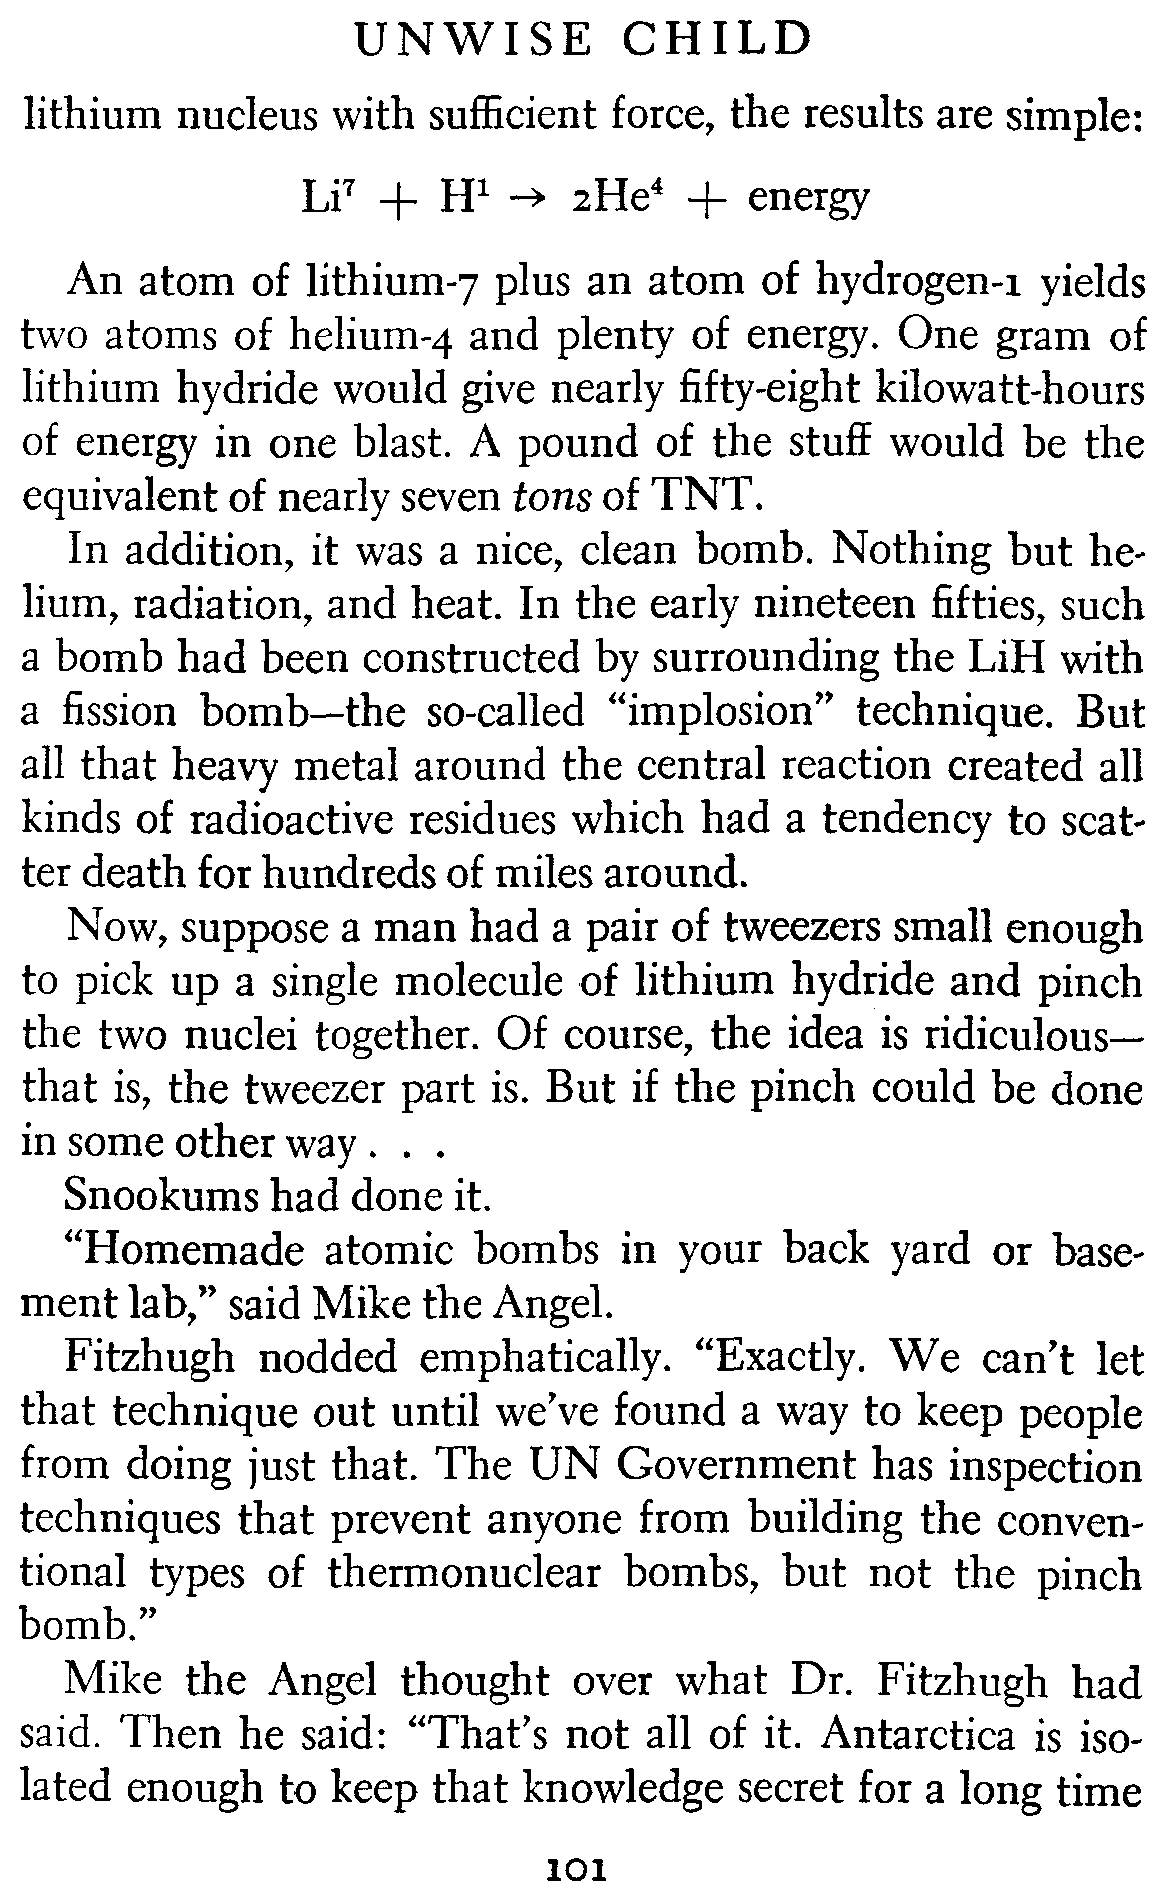 UNWISE CHILD
lithium nucleus with sufficient force, the results are simple:
Li⁷ + H¹ → 2He⁴ + energy
An atom of lithium-7 plus an atom of hydrogen-1 yields
two atoms of helium-4 and plenty of energy. One gram of
lithium hydride would give nearly fifty-eight kilowatt-hours
of energy in one blast. A pound of the stuff would be the
equivalent of nearly seven tons of TNT.
In addition, it was a nice, clean bomb. Nothing but he-
lium, radiation, and heat. In the early nineteen fifties, such
a bomb had been constructed by surrounding the LiH with
a fission bomb—the so-called “implosion” technique. But
all that heavy metal around the central reaction created all
kinds of radioactive residues which had a tendency to scat-
ter death for hundreds of miles around.
Now, suppose a man had a pair of tweezers small enough
to pick up a single molecule of lithium hydride and pinch
the two nuclei together. Of course, the idea is ridiculous—
that is, the tweezer part is. But if the pinch could be done
in some other way . . .
Snookums had done it.
“Homemade atomic bombs in your back yard or base-
ment lab,” said Mike the Angel.
Fitzhugh nodded emphatically. “Exactly. We can’t let
that technique out until we’ve found a way to keep people
from doing just that. The UN Government has inspection
techniques that prevent anyone from building the conven-
tional types of thermonuclear bombs, but not the pinch
bomb.”
Mike the Angel thought over what Dr. Fitzhugh had
said. Then he said: “That’s not all of it. Antarctica is iso-
lated enough to keep that knowledge secret for a long time
101